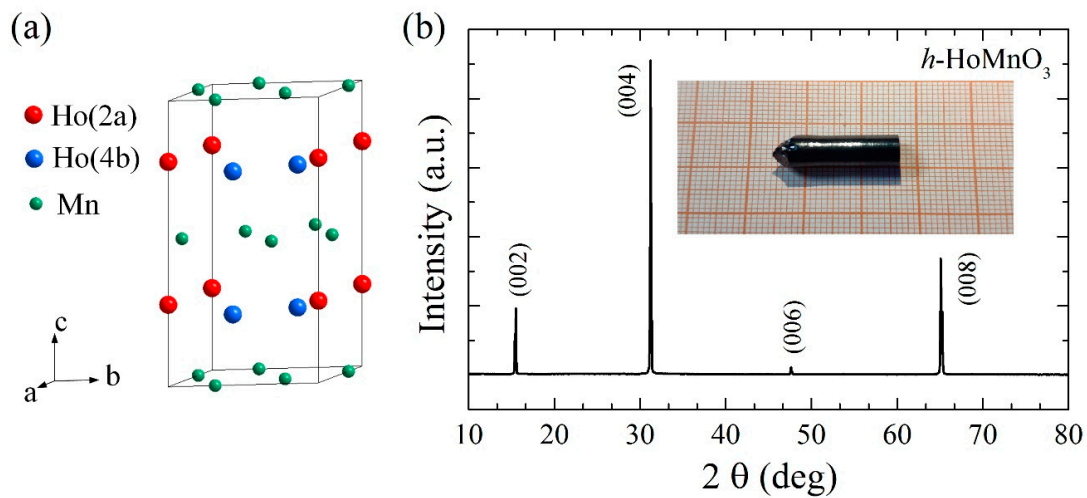 (a)
Ho(2a)
Ho(4b)
Mn
c
a
b
(b)
h-HoMnO₃
(002)
(004)
(006)
(008)
Intensity (a.u.)
10 20 30 40 50 60 70 80
2 θ (deg)